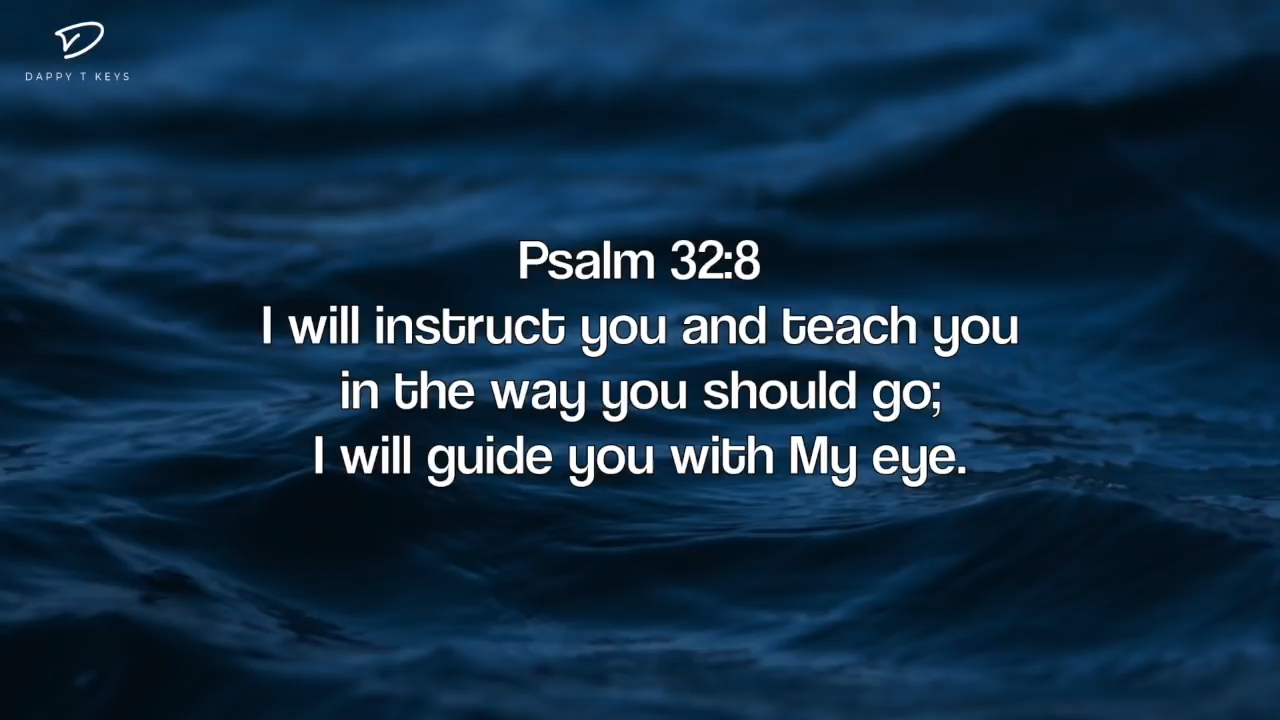 DAPPY T KEYS
Psalm 32:8
I will instruct you and teach you
in the way you should go;
I will guide you with My eye.